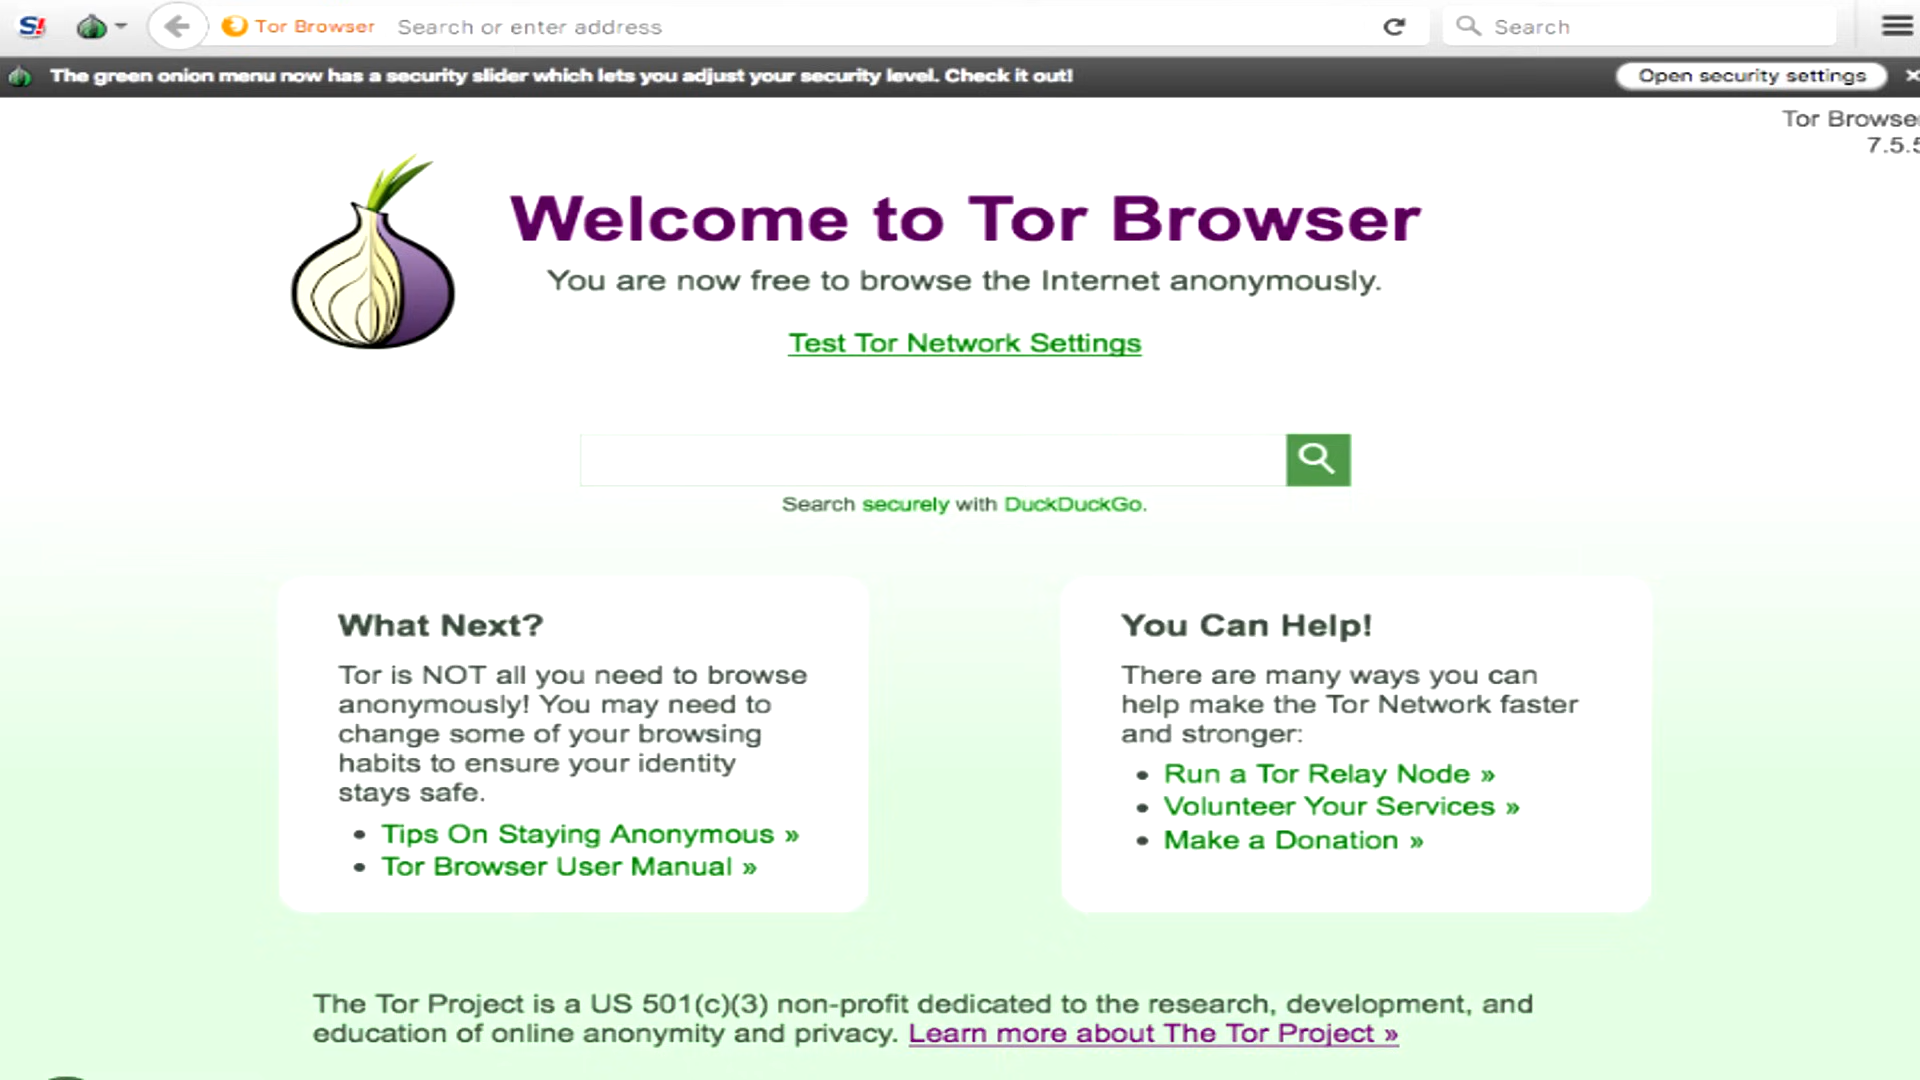 S!
Tor Browser Search or enter address
Search
The green onion menu now has a security slider which lets you adjust your security level. Check it out!
Open security settings
Tor Browser
7.5.5
Welcome to Tor Browser
You are now free to browse the Internet anonymously.
Test Tor Network Settings
Search securely with DuckDuckGo.
What Next?
Tor is NOT all you need to browse
anonymously! You may need to
change some of your browsing
habits to ensure your identity
stays safe.
Tips On Staying Anonymous »
Tor Browser User Manual »
You Can Help!
There are many ways you can
help make the Tor Network faster
and stronger:
Run a Tor Relay Node »
Volunteer Your Services »
Make a Donation »
The Tor Project is a US 501(c)(3) non-profit dedicated to the research, development, and
education of online anonymity and privacy. Learn more about The Tor Project »